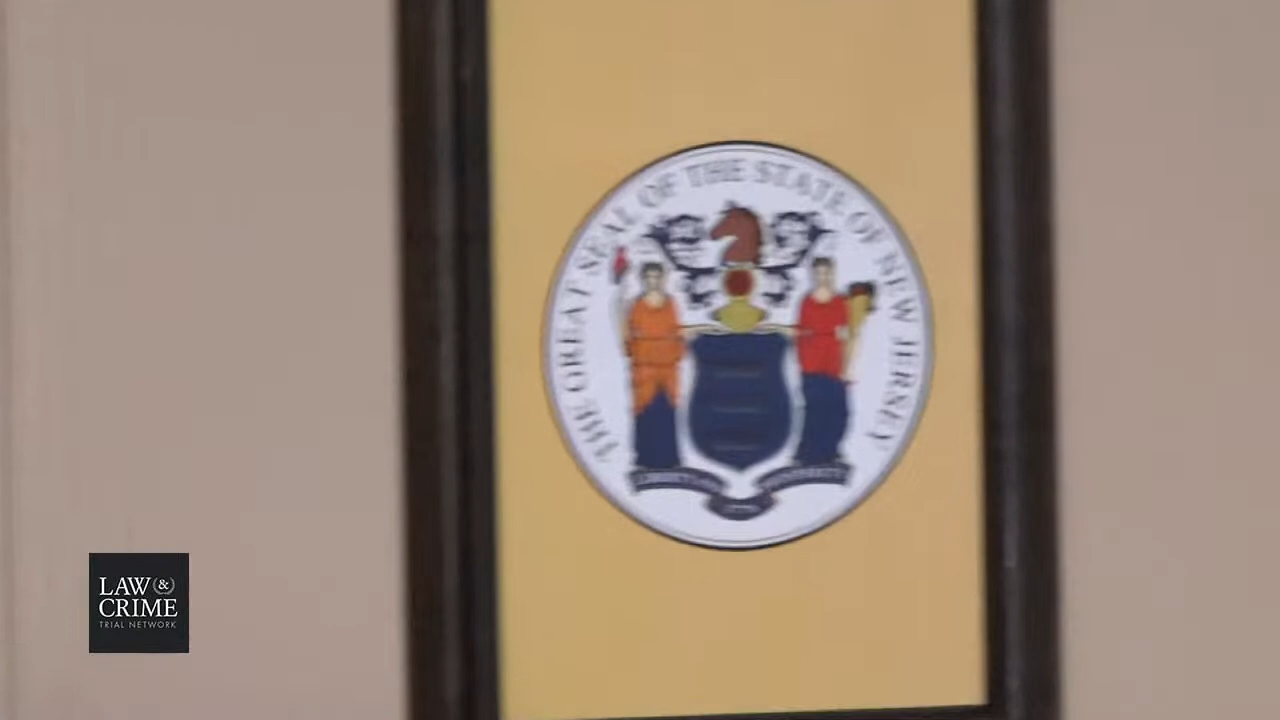 THE GREAT SEAL OF THE STATE OF NEW JERSEY
LAW &
CRIME
TRIAL NETWORK